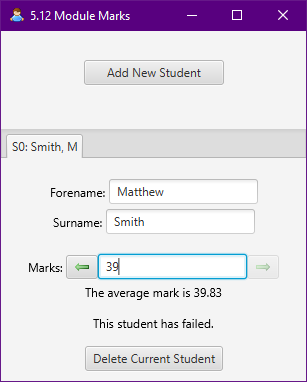 5.12 Module Marks
Add New Student
S0: Smith, M
Forename: Matthew
Surname: Smith
Marks: 39
The average mark is 39.83
This student has failed.
Delete Current Student